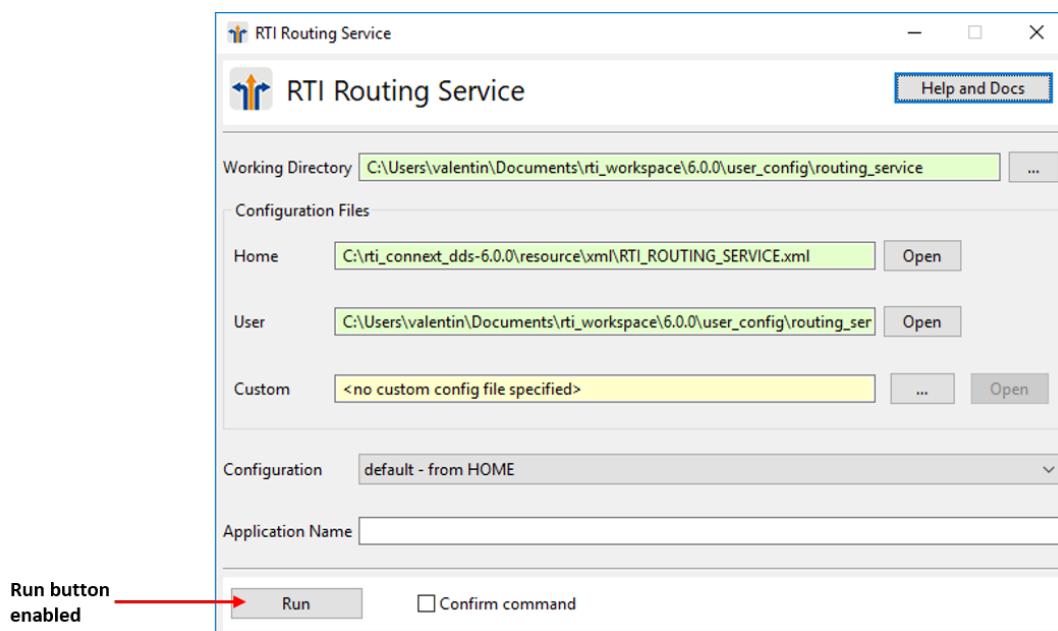 RTI Routing Service
RTI Routing Service
Help and Docs
Working Directory C:\Users\valentin\Documents\rti_workspace\6.0.0\user_config\routing_service ...
Configuration Files
Home C:\rti_connext_dds-6.0.0\resource\xml\RTI_ROUTING_SERVICE.xml Open
User C:\Users\valentin\Documents\rti_workspace\6.0.0\user_config\routing_ser Open
Custom <no custom config file specified> ... Open
Configuration default - from HOME
Application Name
Run button
enabled
Run Confirm command